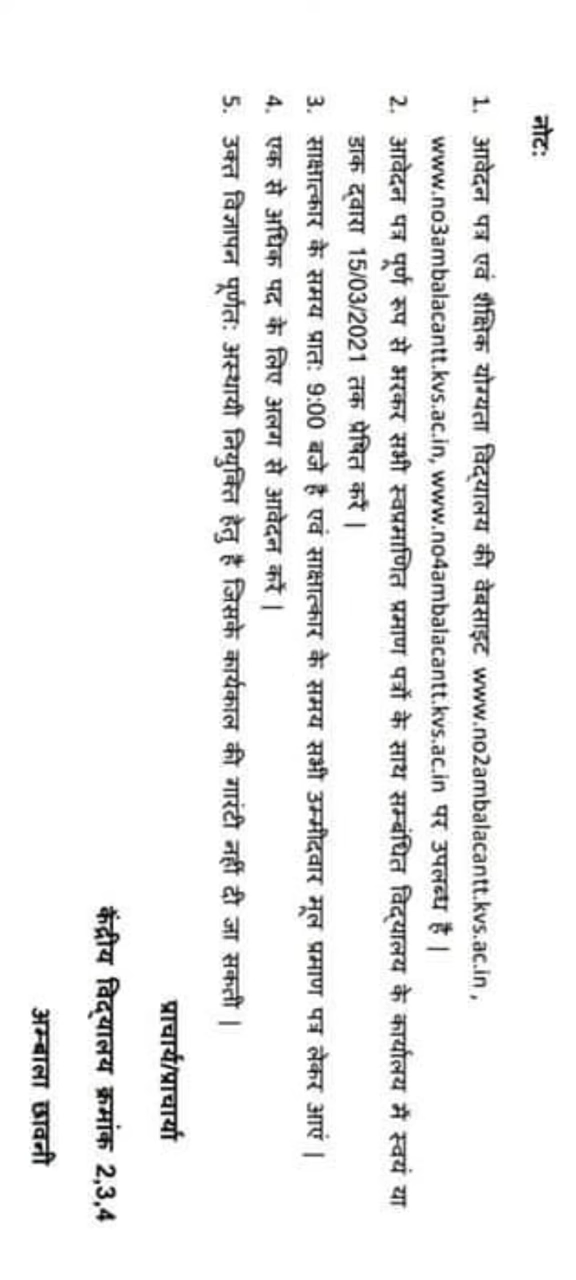 नोट:
1. आवेदन पत्र एवं शैक्षिक योग्यता विद्यालय की वेबसाइट www.no2ambalacantt.kvs.ac.in ,
www.no3ambalacantt.kvs.ac.in, www.no4ambalacantt.kvs.ac.in पर उपलब्ध है |
2. आवेदन पत्र पूर्ण रुप से भरकर सभी स्वप्रमाणित प्रमाण पत्रों के साथ सम्बंधित विद्यालय के कार्यालय में स्वयं या
डाक द्वारा 15/03/2021 तक प्रेषित करें |
3. साक्षात्कार के समय प्रात: 9:00 बजे है एवं साक्षात्कार के समय सभी उम्मीदवार मूल प्रमाण पत्र लेकर आएं |
4. एक से अधिक पद के लिए अलग से आवेदन करें |
5. उक्त विज्ञापन पूर्णत: अस्थायी नियुक्ति हेतु है जिसके कार्यकाल की गारंटी नहीं दी जा सकती |
प्राचार्य/प्राचार्या
केंद्रीय विद्यालय क्रमांक 2,3,4
अम्बाला छावनी